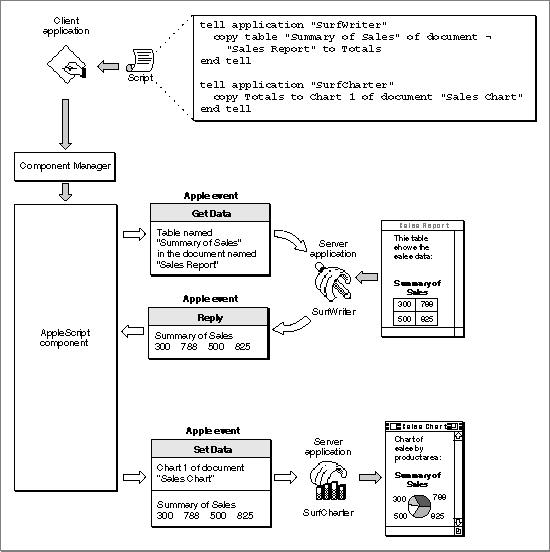 Client
application
Script
tell application "SurfWriter"
copy table "Summary of Sales" of document ¬
"Sales Report" to Totals
end tell
tell application "SurfCharter"
copy Totals to Chart 1 of document "Sales Chart"
end tell
Component Manager
AppleScript
component
Apple event
Get Data
Table named
"Summary of Sales"
in the document named
"Sales Report"
Server
application
SurfWriter
Sales Report
This table
shows the
sales data:
Summary of
Sales
300 788
500 825
Apple event
Reply
Summary of Sales
300 788 500 825
Apple event
Set Data
Chart 1 of document
"Sales Chart"
Summary of Sales
300 788 500 825
Server
application
SurfCharter
Sales Chart
Chart of
sales by
product area:
Summary of
Sales
300 788
500 825